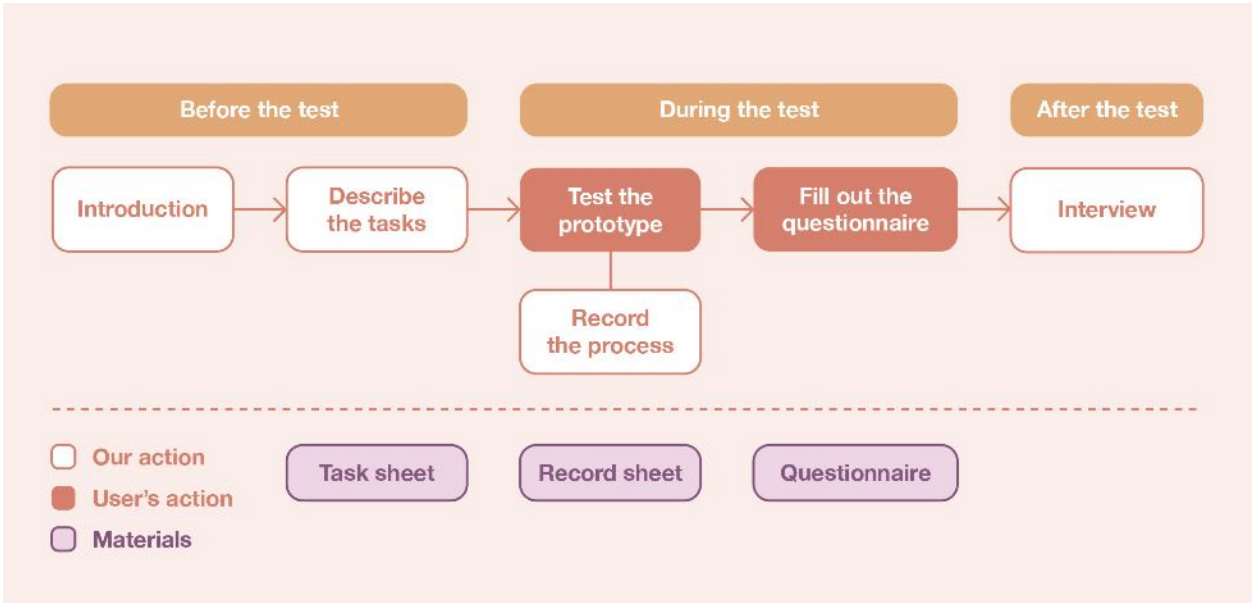 Before the test
During the test
After the test
Introduction
Describe
the tasks
Test the
prototype
Fill out the
questionnaire
Interview
Record
the process
Our action
User's action
Materials
Task sheet
Record sheet
Questionnaire